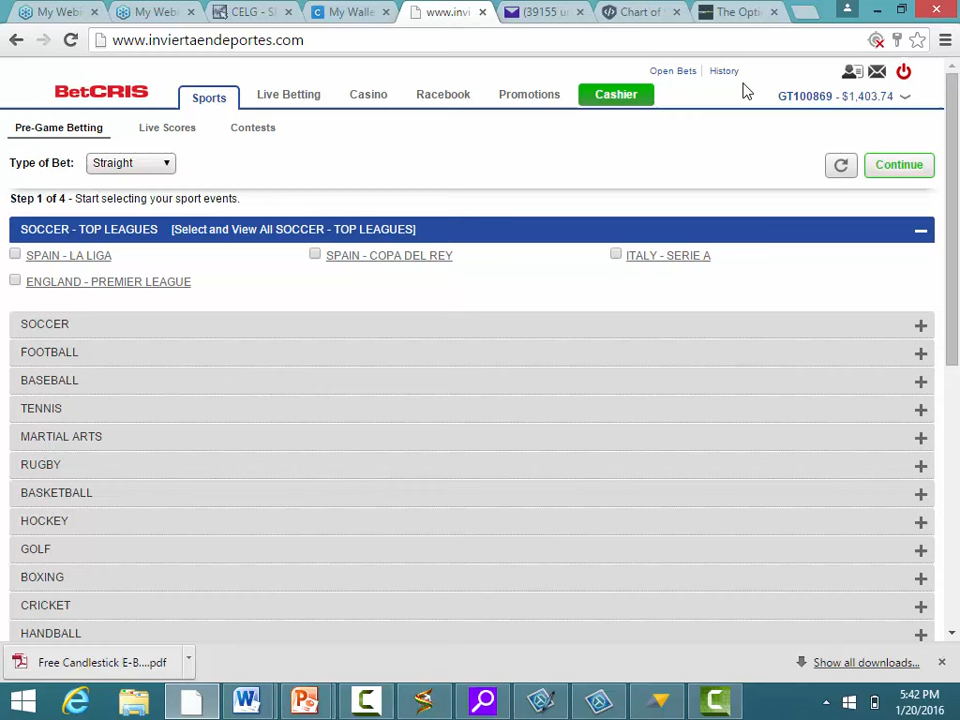 My Webi
My Webi
CELG - Sl
My Walle
www.invi
(39155 u
Chart of
The Opti
www.inviertaendeportes.com
Open Bets | History
BetCRIS Sports Live Betting Casino Racebook Promotions Cashier GT100869 - $1,403.74
Pre-Game Betting Live Scores Contests
Type of Bet: Straight Continue
Step 1 of 4 - Start selecting your sport events.
SOCCER - TOP LEAGUES [Select and View All SOCCER - TOP LEAGUES]
SPAIN - LA LIGA SPAIN - COPA DEL REY ITALY - SERIE A
ENGLAND - PREMIER LEAGUE
SOCCER
FOOTBALL
BASEBALL
TENNIS
MARTIAL ARTS
RUGBY
BASKETBALL
HOCKEY
GOLF
BOXING
CRICKET
HANDBALL
Free Candlestick E-B....pdf Show all downloads...
5:42 PM
1/20/2016